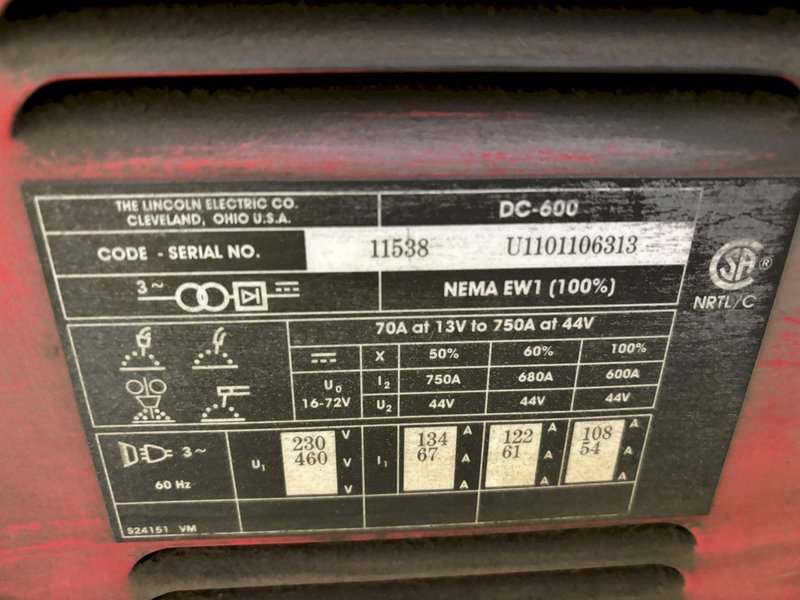 THE LINCOLN ELECTRIC CO.
CLEVELAND, OHIO U.S.A.
DC-600
CODE - SERIAL NO. 11538 U1101106313
3~
NEMA EW1 (100%)
SA ®
NRTL/C
70A at 13V to 750A at 44V
X 50% 60% 100%
U0 I2 750A 680A 600A
16-72V U2 44V 44V 44V
3~
60 Hz
U1 230 V I1 134 A 122 A 108 A
460 V 67 A 61 A 54 A
V A A A
S24151 VM